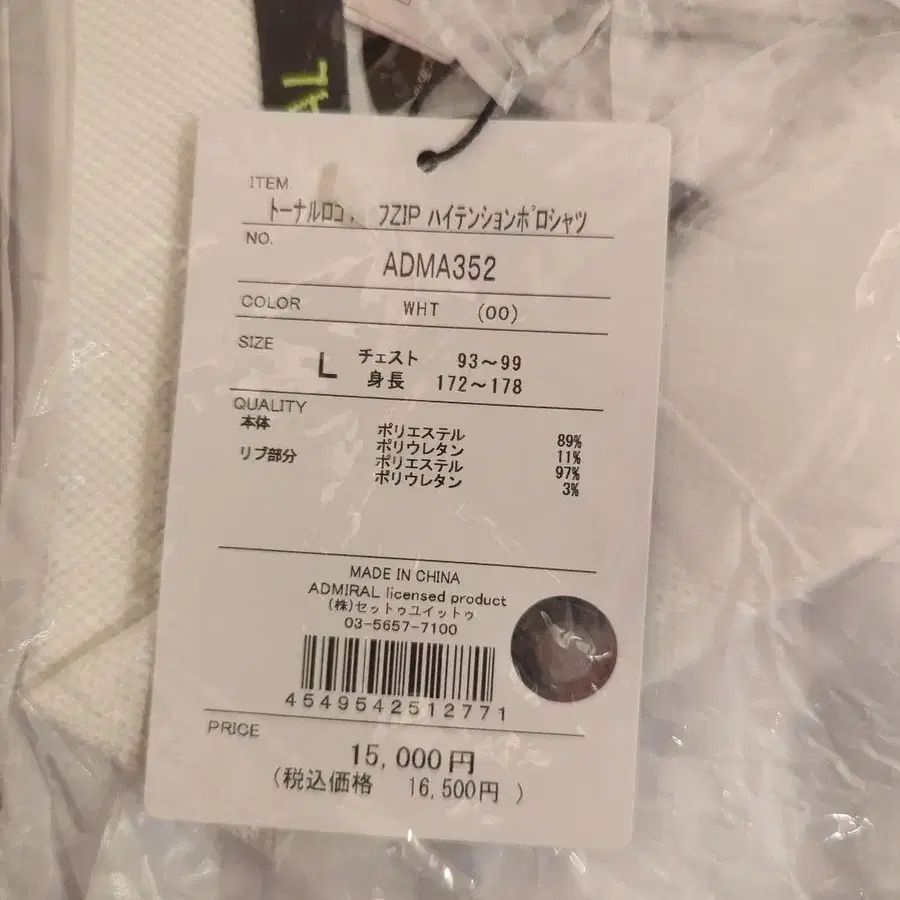 AL
ITEM.
トーナルロゴ フZIP ハイテンションポロシャツ
NO.
ADMA352
COLOR WHT (00)
SIZE L チェスト 93～99
身長 172～178
QUALITY
本体 ポリエステル 89%
ポリウレタン 11%
リブ部分 ポリエステル 97%
ポリウレタン 3%
MADE IN CHINA
ADMIRAL licensed product
(株)セットゥユイットゥ
03-5657-7100
4549542512771
PRICE
15,000円
(税込価格 16,500円 )